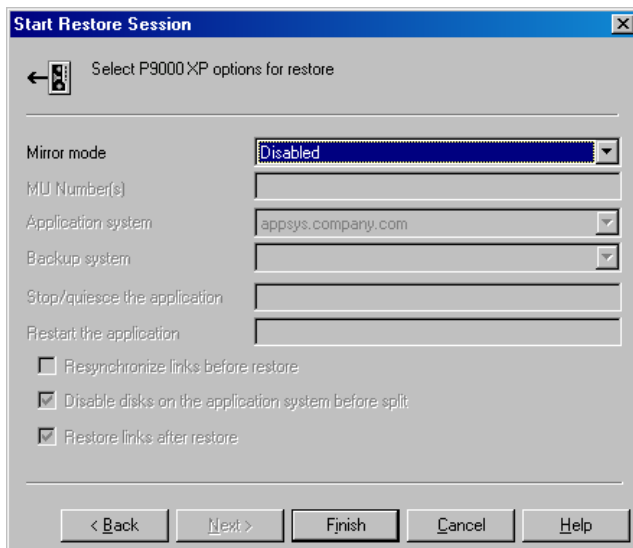 Start Restore Session
Select P9000 XP options for restore
Mirror mode Disabled
MU Number(s)
Application system appsys.company.com
Backup system
Stop/quiesce the application
Restart the application
Resynchronize links before restore
Disable disks on the application system before split
Restore links after restore
< Back Next > Finish Cancel Help